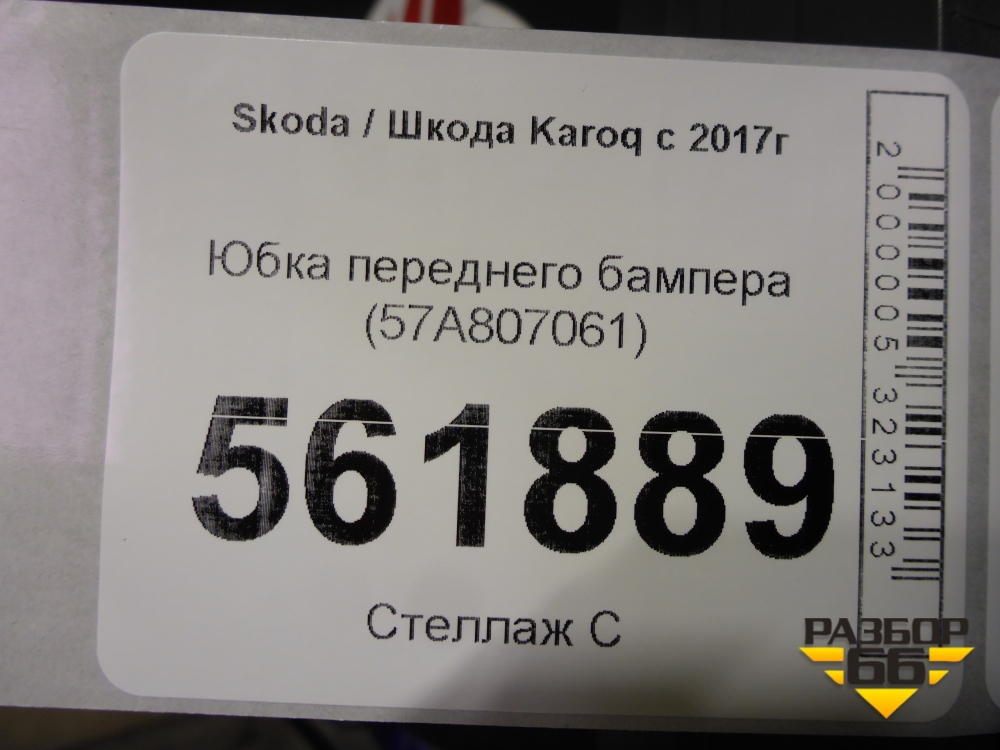 Skoda / Шкода Karoq с 2017г
Юбка переднего бампера
(57A807061)
561889
Стеллаж С
2000005323133
РАЗБОР
66